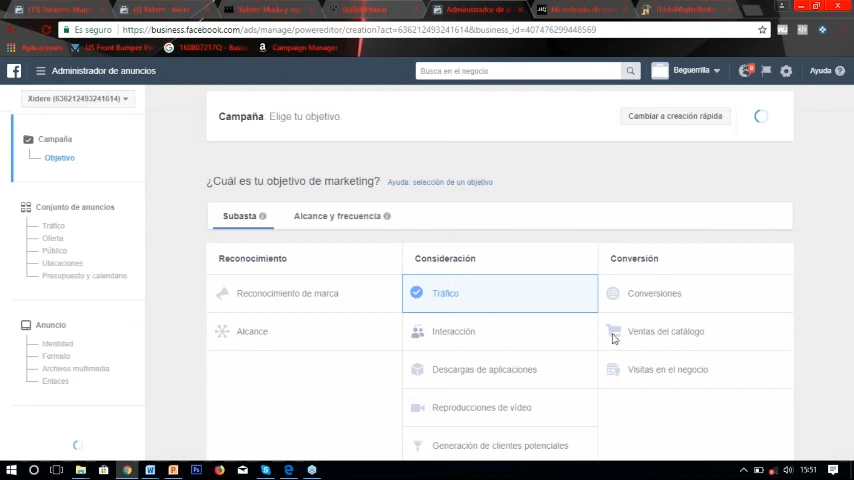 Administrador de a
Es seguro https://business.facebook.com/ads/manage/powereditor/creation?act=636212493241614&business_id=407476299448569
Aplicaciones US Front Bumper Pa 1K0807217Q - Busc Campaign Manager
Administrador de anuncios
Busca en el negocio
Beguerrilla
Ayuda
Xidere (636212493241614)
Campaña: Elige tu objetivo.
Cambiar a creación rápida
Campaña
Objetivo
¿Cuál es tu objetivo de marketing? Ayuda: selección de un objetivo
Conjunto de anuncios
Tráfico
Oferta
Público
Ubicaciones
Presupuesto y calendario
Anuncio
Identidad
Formato
Archivos multimedia
Enlaces
Subasta Alcance y frecuencia
Reconocimiento Consideración Conversión
Reconocimiento de marca Tráfico Conversiones
Alcance Interacción Ventas del catálogo
Descargas de aplicaciones Visitas en el negocio
Reproducciones de vídeo
Generación de clientes potenciales
15:51